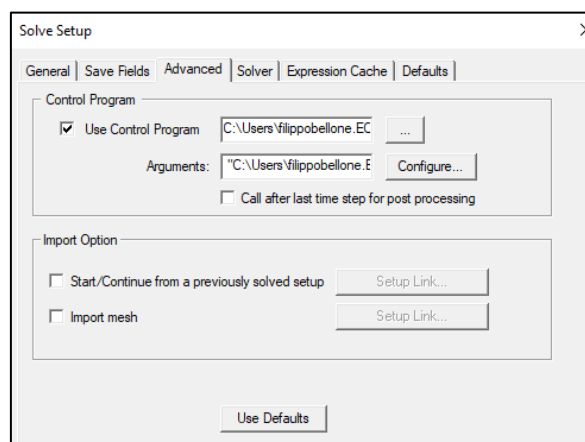 Solve Setup
General Save Fields Advanced Solver Expression Cache Defaults
Control Program
Use Control Program C:\Users\filippobellone.EC ...
Arguments: "C:\Users\filippobellone.E Configure...
Call after last time step for post processing
Import Option
Start/Continue from a previously solved setup Setup Link...
Import mesh Setup Link...
Use Defaults